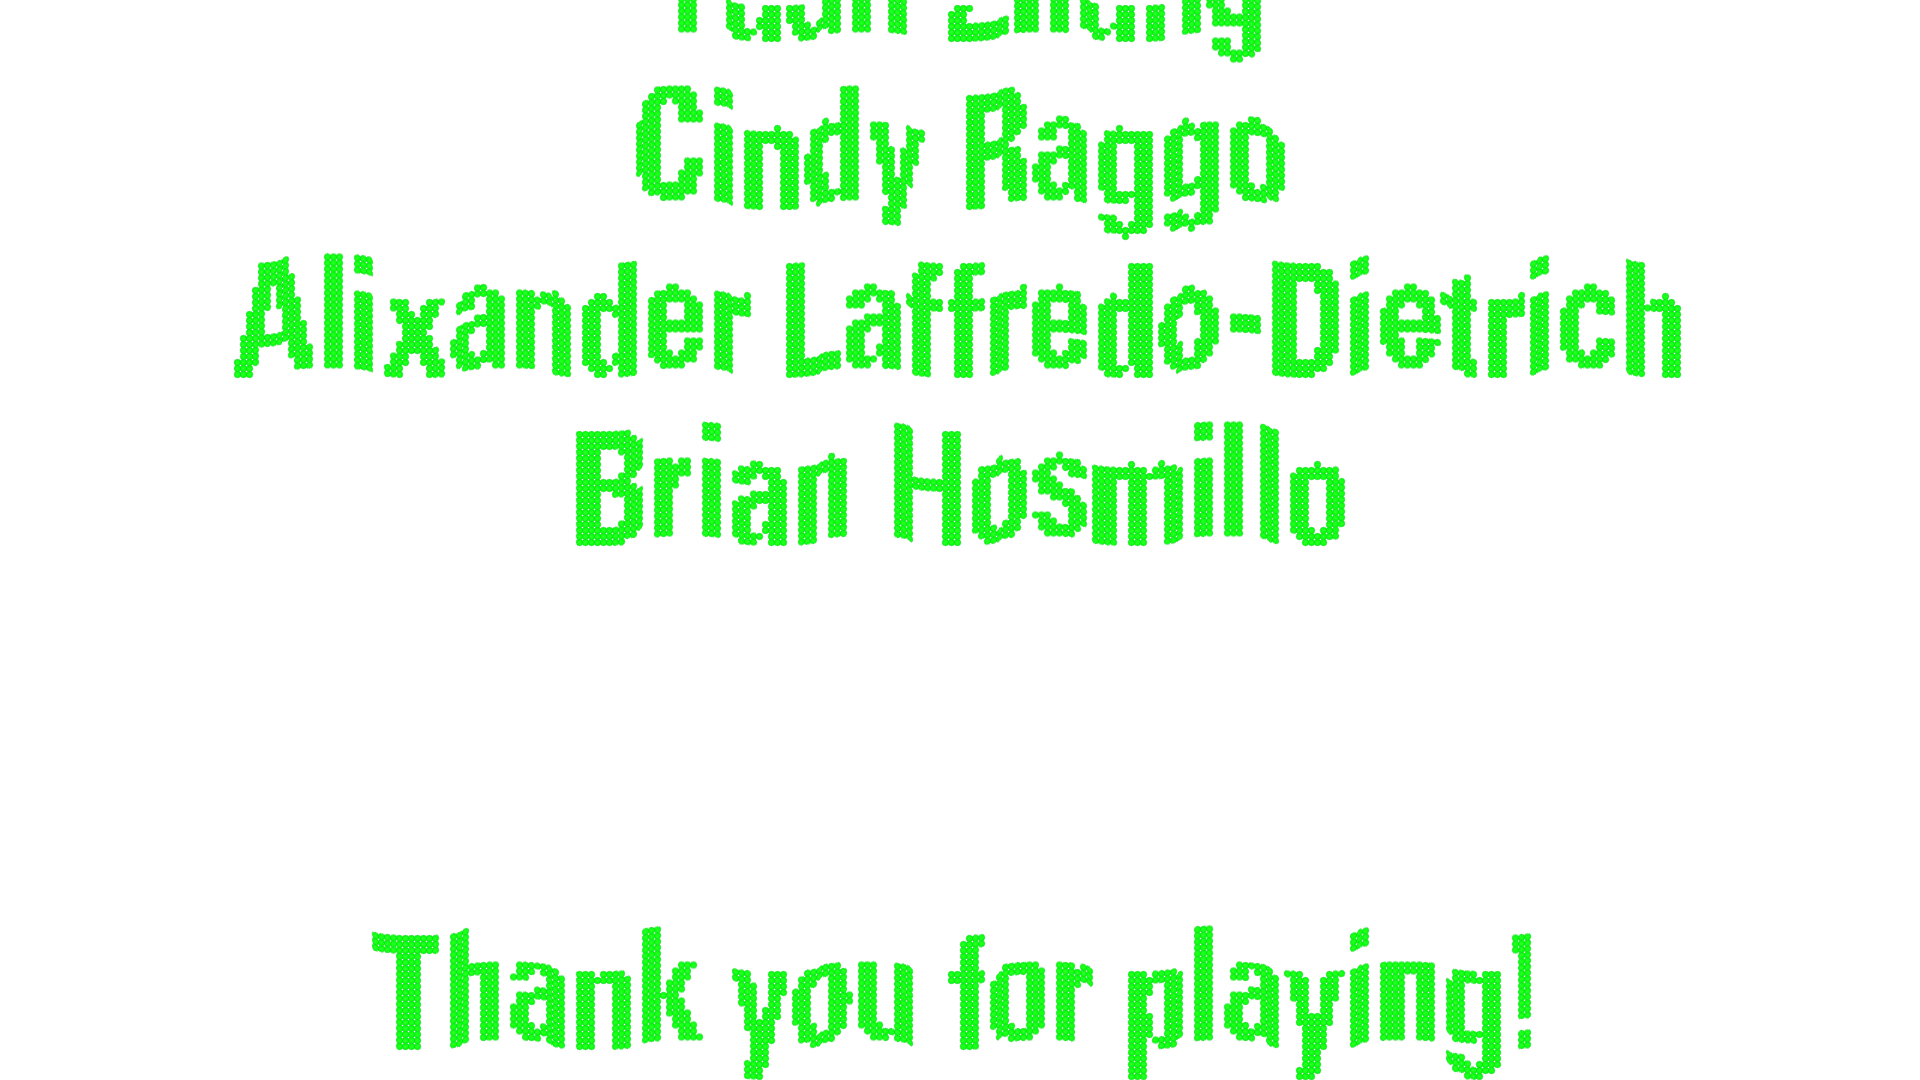 Cindy Raggo
Alixander Laffredo-Dietrich
Brian Hosmillo
Thank you for playing!